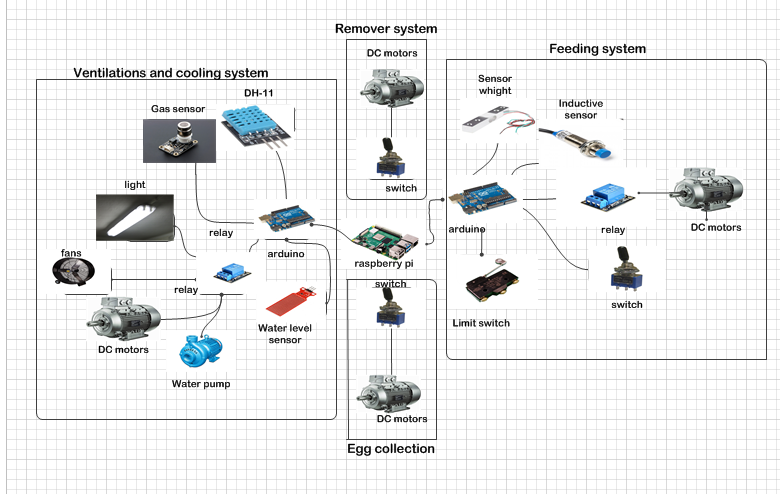 Remover system
Feeding system
Ventilations and cooling system
DC motors
switch
Gas sensor
DH-11
light
relay
arduino
fans
relay
DC motors
Water pump
Water level
sensor
raspberry pi
switch
DC motors
Egg collection
Sensor
whight
Inductive
sensor
arduino
relay
DC motors
Limit switch
switch